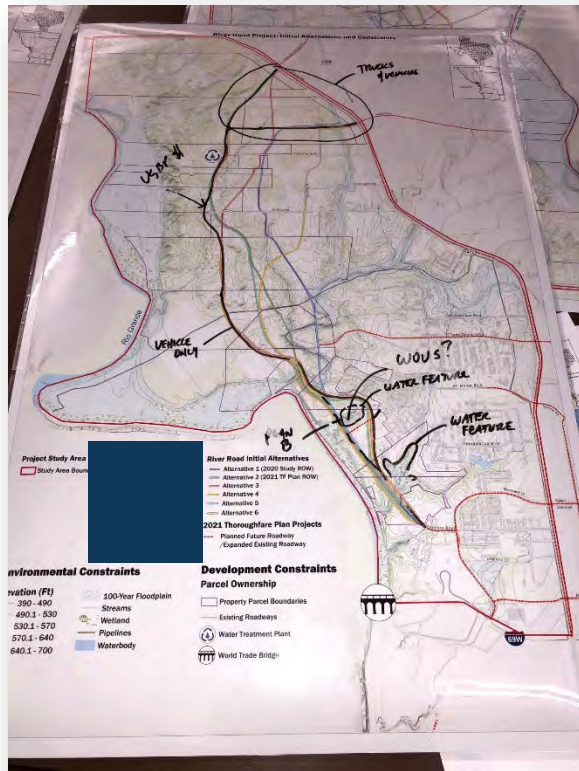 River Road Project: Initial Alternatives and Constraints
TRUCKS
& VEHICLES
Rio Grande
VEHICLE
ONLY
WOUS?
WATER FEATURE
WATER
FEATURE
Project Study Area
River Road Initial Alternatives
Alternative 1 (2020 Study ROW)
Alternative 2 (2021 TF Plan ROW)
Alternative 3
Alternative 4
Alternative 5
Alternative 6
2021 Thoroughfare Plan Projects
Planned Future Roadway
/Expanded Existing Roadway
Environmental Constraints
Elevation (Ft)
390 - 490
490.1 - 530
530.1 - 570
570.1 - 640
640.1 - 700
100-Year Floodplain
Streams
Wetland
Pipelines
Waterbody
Development Constraints
Parcel Ownership
Property Parcel Boundaries
Existing Roadways
Water Treatment Plant
World Trade Bridge
69W